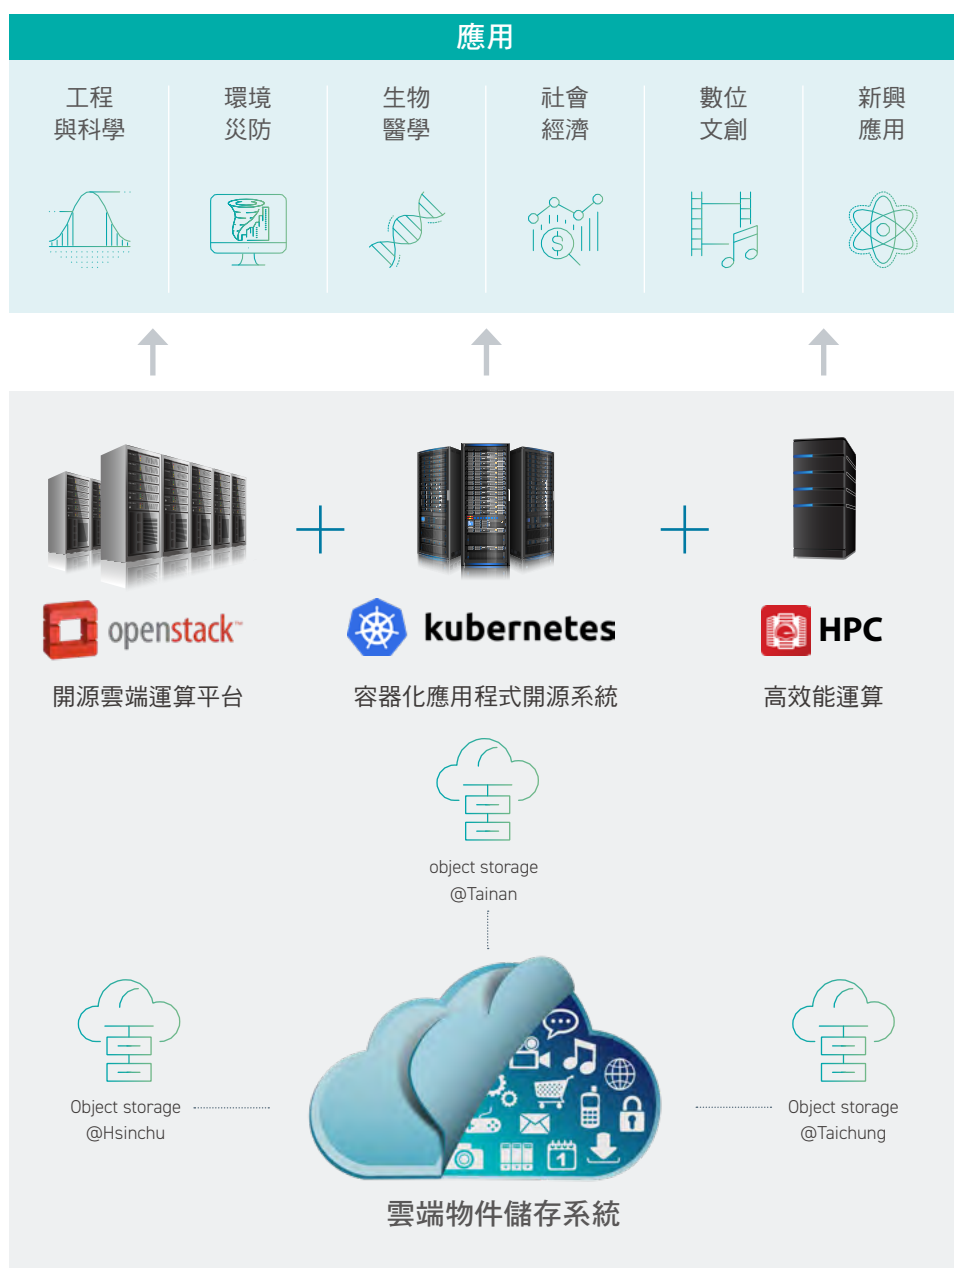 應用
工程
與科學
環境
災防
生物
醫學
社會
經濟
數位
文創
新興
應用
openstack™
kubernetes
HPC
開源雲端運算平台
容器化應用程式開源系統
高效能運算
object storage
@Tainan
Object storage
@Hsinchu
Object storage
@Taichung
雲端物件儲存系統